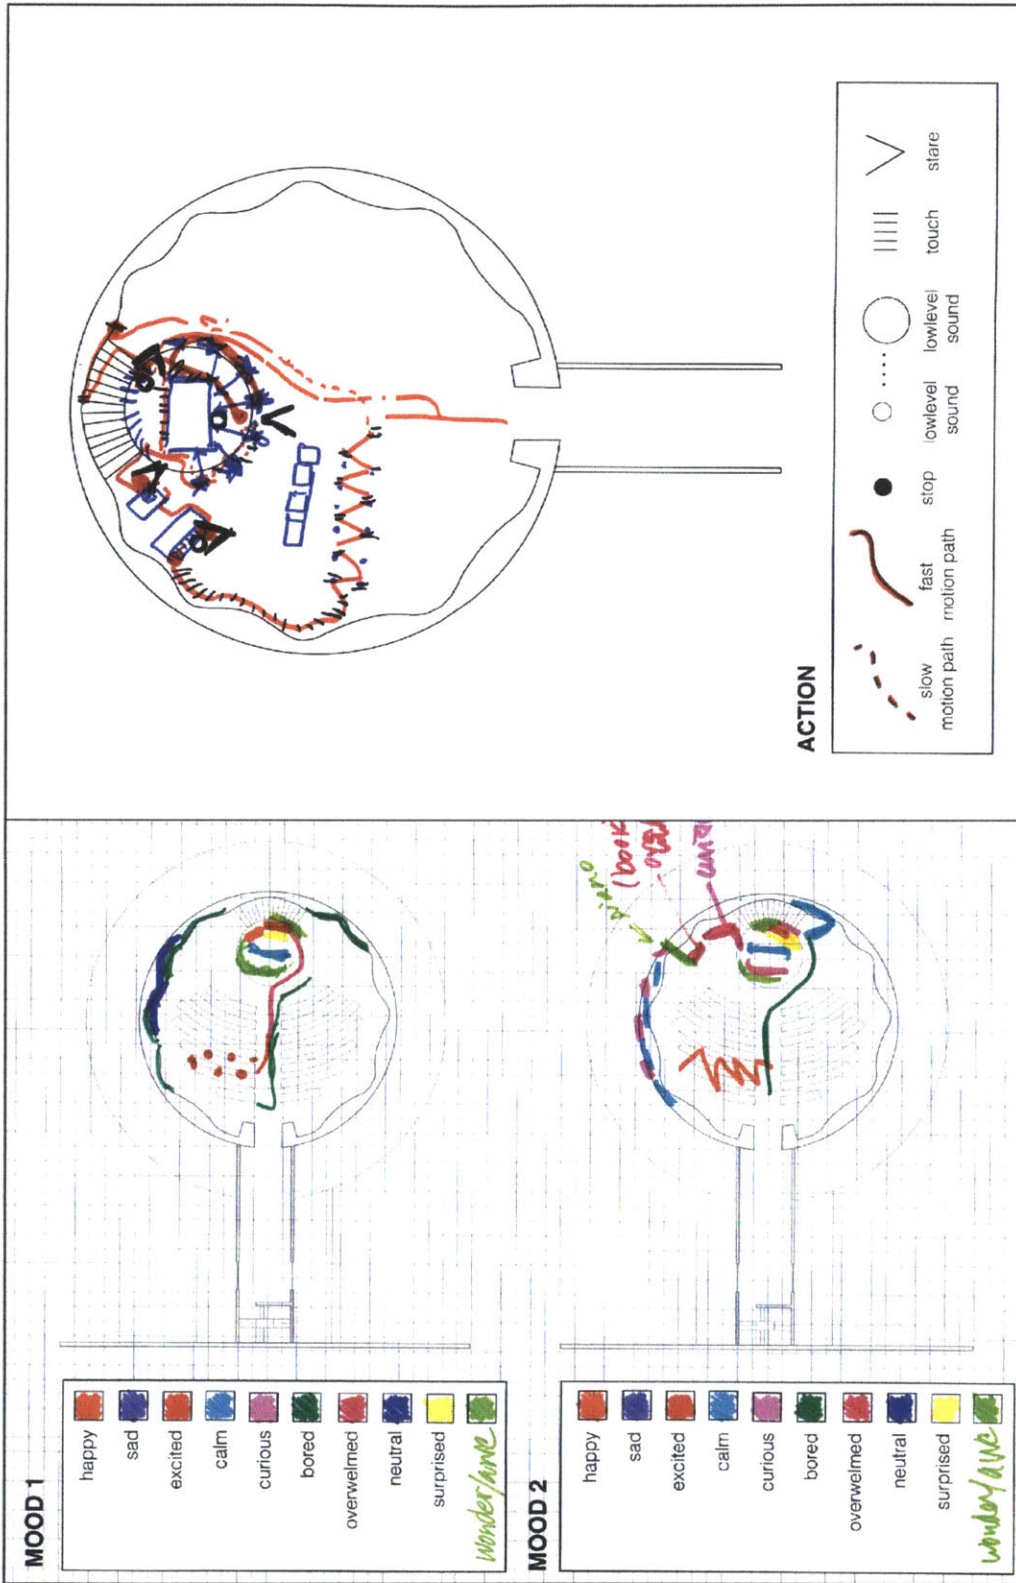 MOOD 1
happy
sad
excited
calm
curious
bored
overwelmed
neutral
surprised
wonder/awe
MOOD 2
happy
sad
excited
calm
curious
bored
overwelmed
neutral
surprised
wonder/awe
piano
(book
ACTION
slow
motion path
fast
motion path
stop
lowlevel
sound
lowlevel
sound
touch
stare